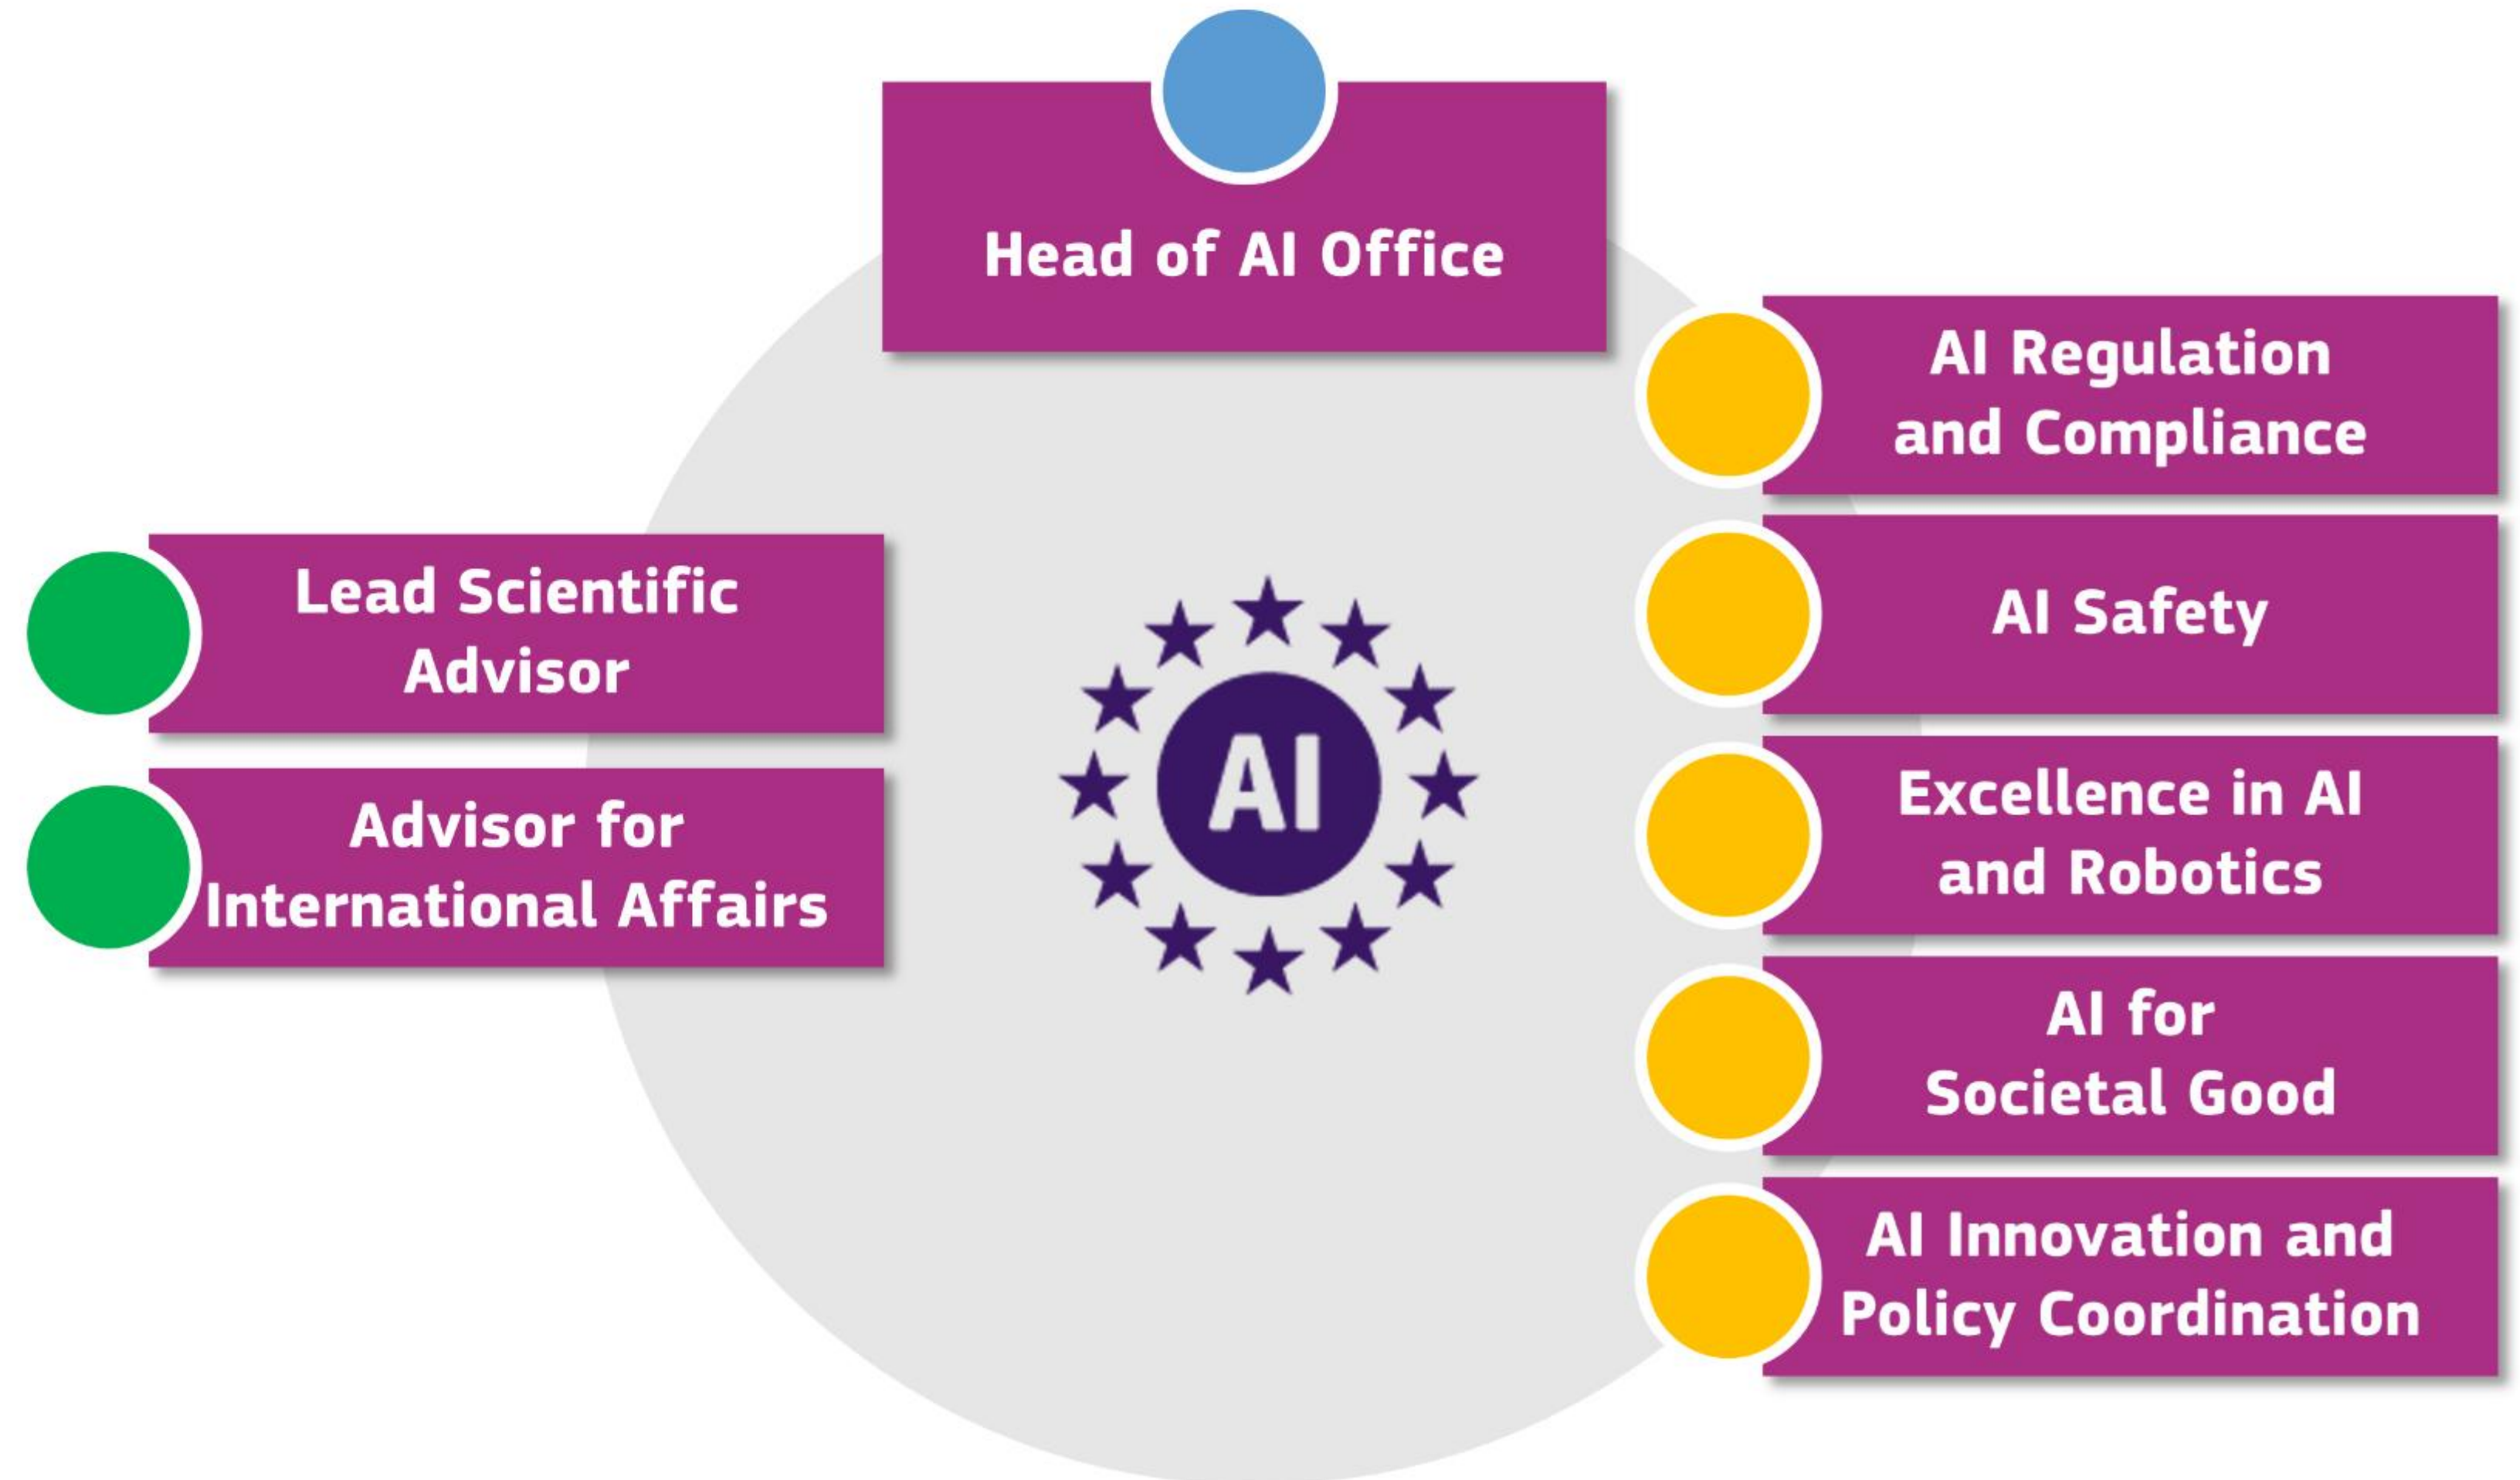 Head of AI Office
Lead Scientific
Advisor
Advisor for
International Affairs
AI
AI Regulation
and Compliance
AI Safety
Excellence in AI
and Robotics
AI for
Societal Good
AI Innovation and
Policy Coordination